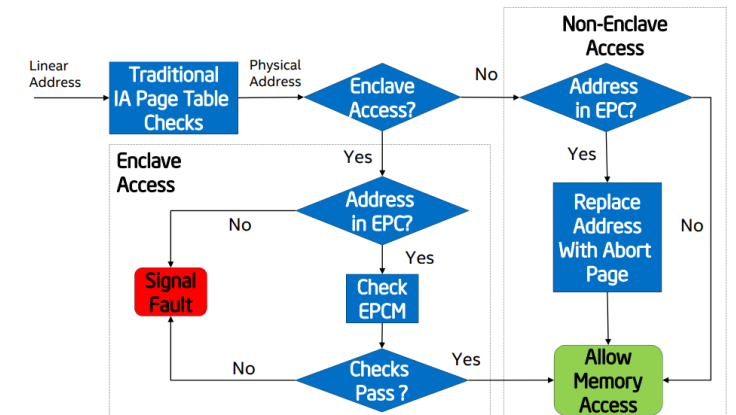 Non-Enclave
Access
Linear
Address
Traditional
IA Page Table
Checks
Physical
Address
Enclave
Access?
No
Address
in EPC?
Enclave
Access
Yes
Yes
Address
in EPC?
No
Replace
Address
With Abort
Page
No
Yes
Signal
Fault
Check
EPCM
No
Checks
Pass ?
Yes
Allow
Memory
Access